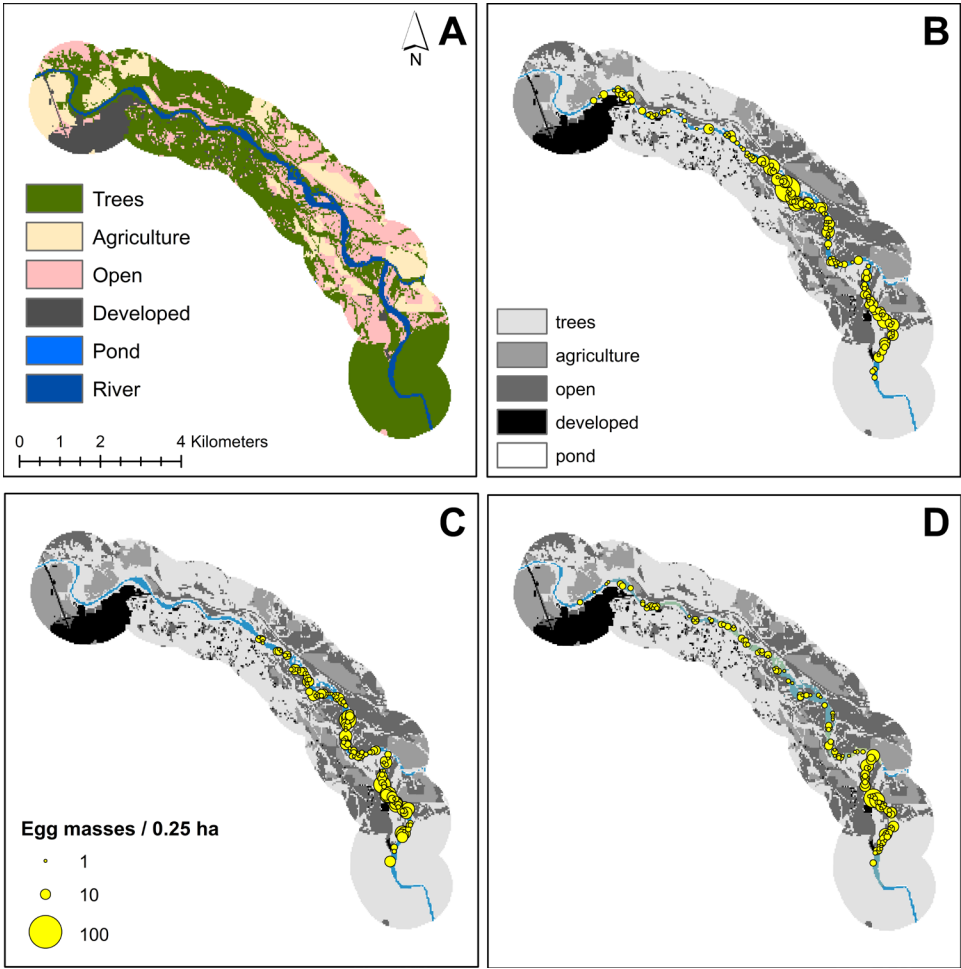 A
N
Trees
Agriculture
Open
Developed
Pond
River
0 1 2 4 Kilometers
B
trees
agriculture
open
developed
pond
C
Egg masses / 0.25 ha
1
10
100
D